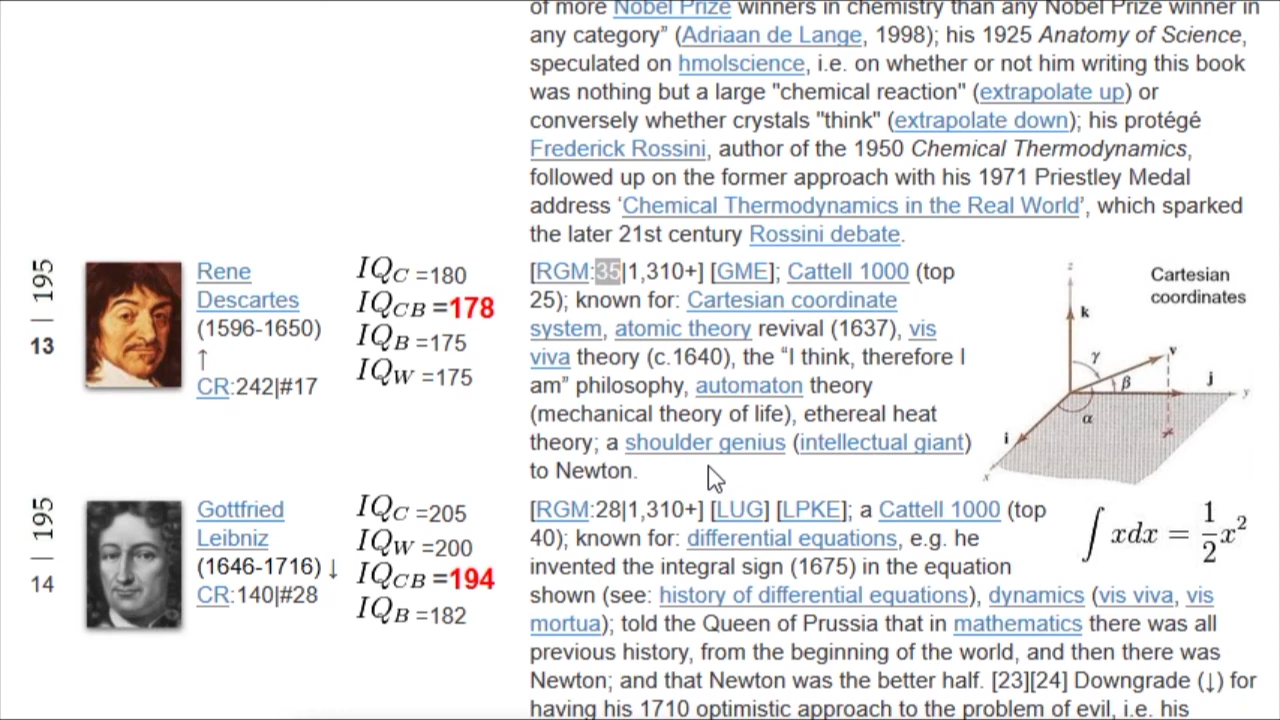 of more Nobel Prize winners in chemistry than any Nobel Prize winner in
any category” (Adriaan de Lange, 1998); his 1925 Anatomy of Science,
speculated on hmolscience, i.e. on whether or not him writing this book
was nothing but a large "chemical reaction" (extrapolate up) or
conversely whether crystals "think" (extrapolate down); his protégé
Frederick Rossini, author of the 1950 Chemical Thermodynamics,
followed up on the former approach with his 1971 Priestley Medal
address ‘Chemical Thermodynamics in the Real World’, which sparked
the later 21st century Rossini debate.
13 | 195
Rene
Descartes
(1596-1650)
↑
CR:242|#17
IQC =180
IQCB =178
IQB =175
IQW =175
[RGM:35|1,310+] [GME]; Cattell 1000 (top
25); known for: Cartesian coordinate
system, atomic theory revival (1637), vis
viva theory (c.1640), the “I think, therefore I
am” philosophy, automaton theory
(mechanical theory of life), ethereal heat
theory; a shoulder genius (intellectual giant)
to Newton.
Cartesian
coordinates
z
k
γ
v
β
j
y
α
i
x
14 | 195
Gottfried
Leibniz
(1646-1716) ↓
CR:140|#28
IQC =205
IQW =200
IQCB =194
IQB =182
[RGM:28|1,310+] [LUG] [LPKE]; a Cattell 1000 (top
40); known for: differential equations, e.g. he
invented the integral sign (1675) in the equation
shown (see: history of differential equations), dynamics (vis viva, vis
mortua); told the Queen of Prussia that in mathematics there was all
previous history, from the beginning of the world, and then there was
Newton; and that Newton was the better half. [23][24] Downgrade (↓) for
having his 1710 optimistic approach to the problem of evil, i.e. his
∫ xdx = 1/2 x²